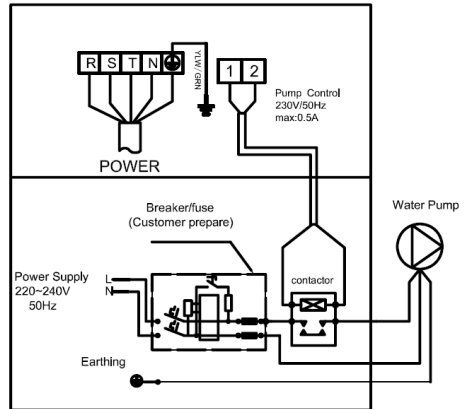 R S T N
YLW/GRN
1 2
Pump Control
230V/50Hz
max:0.5A
POWER
Breaker/fuse
(Customer prepare)
Water Pump
contactor
Power Supply
220~240V
50Hz
L
N
Earthing